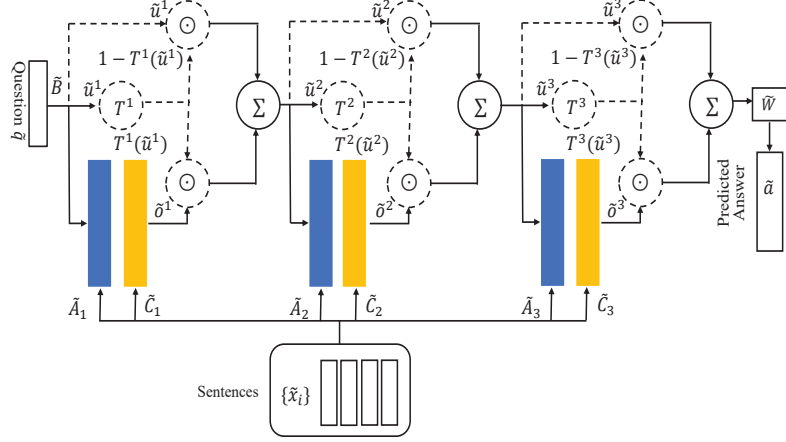 ũ¹
ũ²
ũ³
⊙
⊙
⊙
1 − T¹(ũ¹)
1 − T²(ũ²)
1 − T³(ũ³)
Question q̃
B̃
ũ¹
T¹
Σ
ũ²
T²
Σ
ũ³
T³
Σ
W̃
T¹(ũ¹)
T²(ũ²)
T³(ũ³)
⊙
⊙
⊙
õ¹
õ²
õ³
Predicted
Answer
ã
Ã₁
C̃₁
Ã₂
C̃₂
Ã₃
C̃₃
Sentences
{x̃ᵢ}